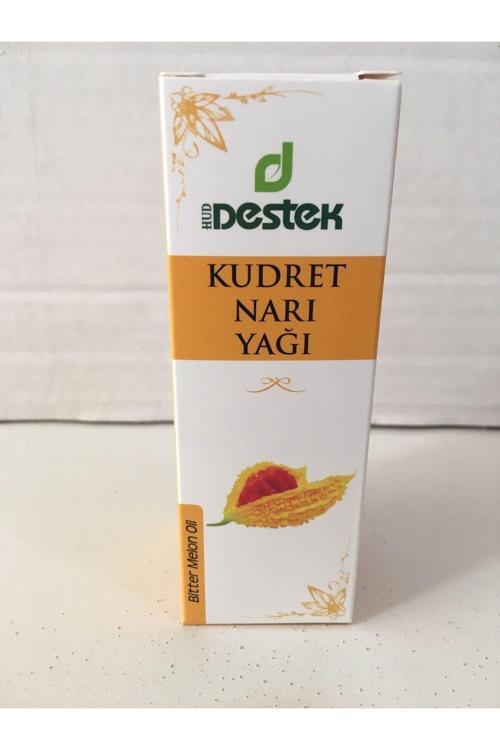 HUD Destek
KUDRET
NARI
YAĞI
Bitter Melon Oil